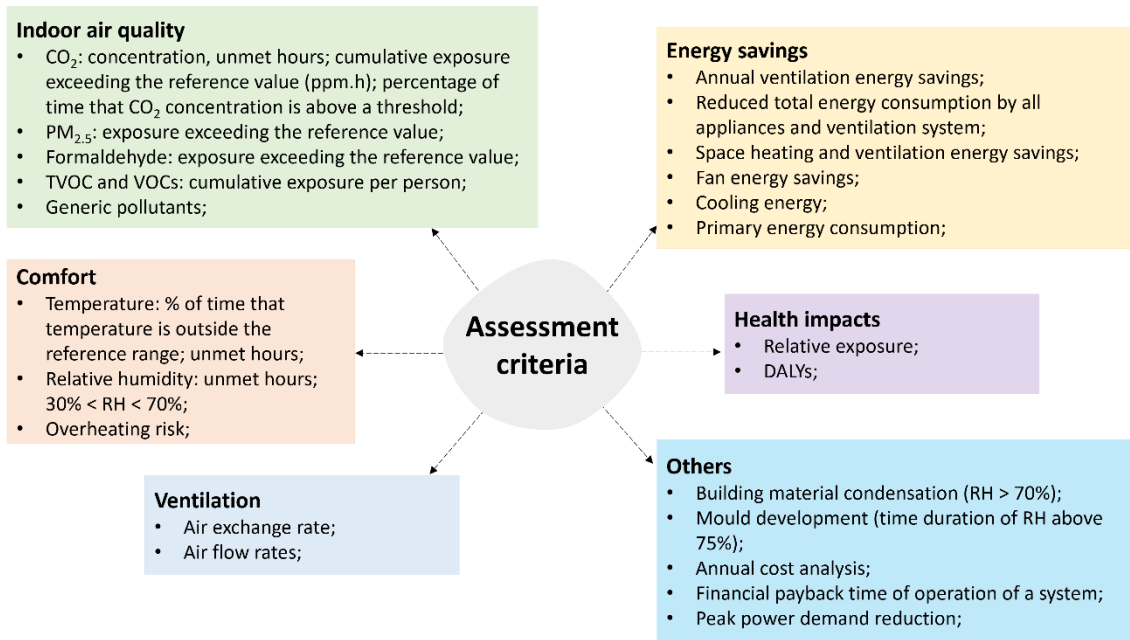 Indoor air quality
• CO₂: concentration, unmet hours; cumulative exposure
exceeding the reference value (ppm.h); percentage of
time that CO₂ concentration is above a threshold;
• PM₂.₅: exposure exceeding the reference value;
• Formaldehyde: exposure exceeding the reference value;
• TVOC and VOCs: cumulative exposure per person;
• Generic pollutants;
Energy savings
• Annual ventilation energy savings;
• Reduced total energy consumption by all
appliances and ventilation system;
• Space heating and ventilation energy savings;
• Fan energy savings;
• Cooling energy;
• Primary energy consumption;
Comfort
• Temperature: % of time that
temperature is outside the
reference range; unmet hours;
• Relative humidity: unmet hours;
30% < RH < 70%;
• Overheating risk;
Assessment
criteria
Health impacts
• Relative exposure;
• DALYs;
Ventilation
• Air exchange rate;
• Air flow rates;
Others
• Building material condensation (RH > 70%);
• Mould development (time duration of RH above
75%);
• Annual cost analysis;
• Financial payback time of operation of a system;
• Peak power demand reduction;